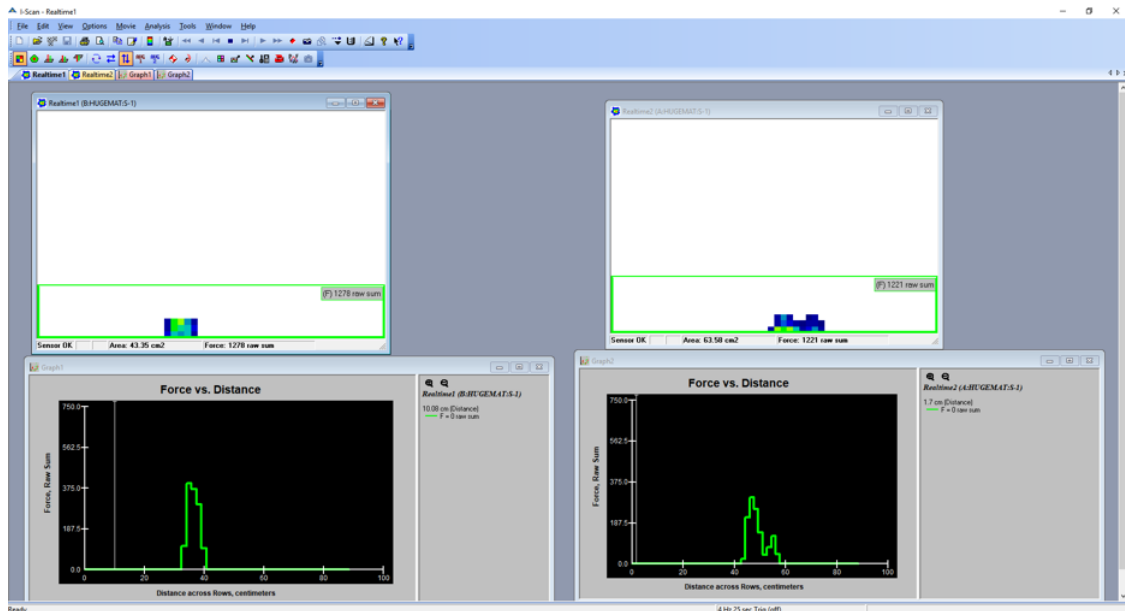 I-Scan - Realtime1
File Edit View Options Movie Analysis Tools Window Help
Realtime1 Realtime2 Graph1 Graph2
Realtime1 (B:HUGEMAT:S-1)
(F) 1278 raw sum
Sensor OK Area: 43.35 cm2 Force: 1278 raw sum
Realtime2 (A:HUGEMAT:S-1)
(F) 1221 raw sum
Sensor OK Area: 63.58 cm2 Force: 1221 raw sum
Graph1
Force vs. Distance
750.0
562.5
375.0
187.5
0.0
Force, Raw Sum
0 20 40 60 80 100
Distance across Rows, centimeters
Realtime1 (B:HUGEMAT:S-1)
10.08 cm (Distance)
F = 0 raw sum
Graph2
Force vs. Distance
750.0
562.5
375.0
187.5
0.0
Force, Raw Sum
0 20 40 60 80 100
Distance across Rows, centimeters
Realtime2 (A:HUGEMAT:S-1)
1.7 cm (Distance)
F = 0 raw sum
Ready
4 Hz 25 sec Trig (off)